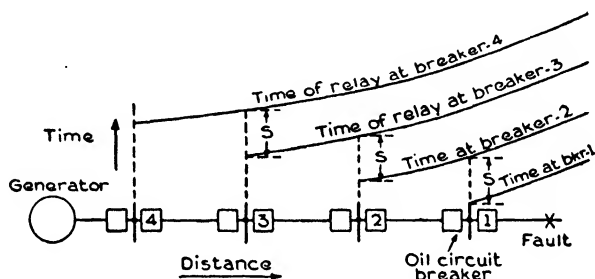 Time of relay at breaker-4
Time of relay at breaker-3
Time at breaker-2
Time at bkr-1
S
S
S
Time
Generator
4
3
2
1
Distance
Oil circuit
breaker
Fault